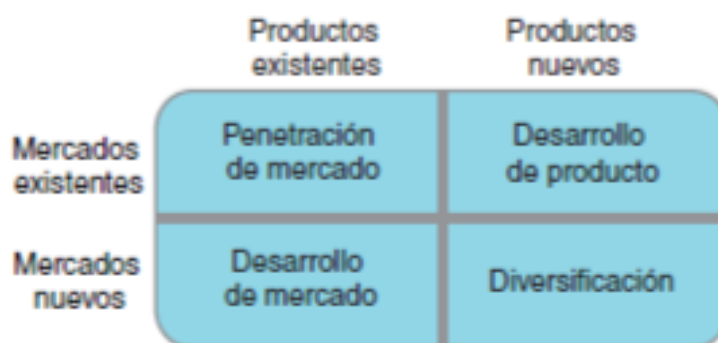 Productos
existentes
Productos
nuevos
Mercados
existentes
Penetración
de mercado
Desarrollo
de producto
Mercados
nuevos
Desarrollo
de mercado
Diversificación